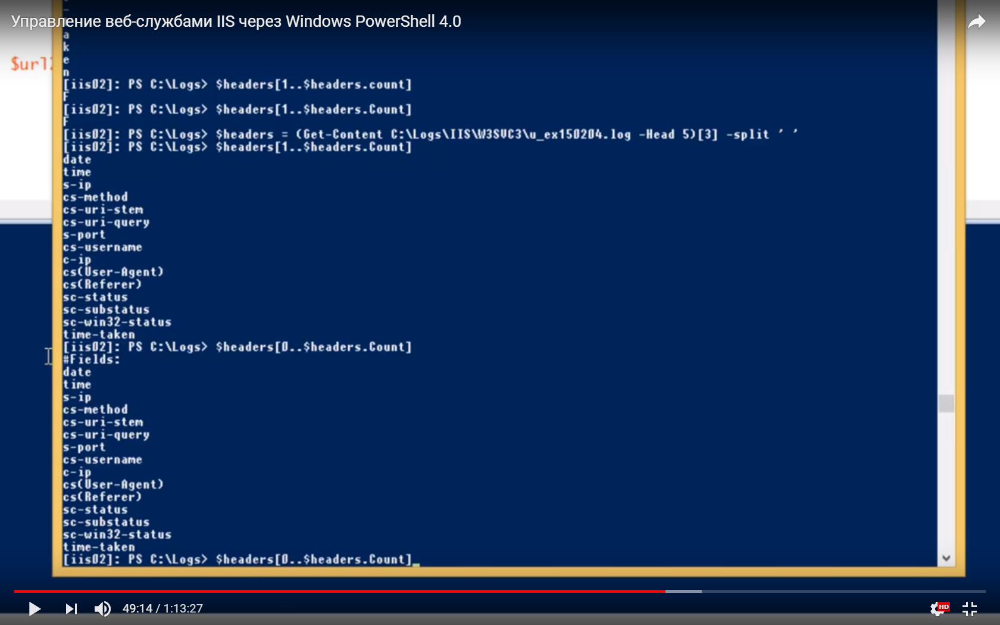 Управление веб-службами IIS через Windows PowerShell 4.0
a
k
$url
e
n
[iis02]: PS C:\Logs> $headers[1..$headers.count]
F
[iis02]: PS C:\Logs> $headers[1..$headers.Count]
F
[iis02]: PS C:\Logs> $headers = (Get-Content C:\Logs\IIS\W3SVC3\u_ex150204.log -Head 5)[3] -split ' '
[iis02]: PS C:\Logs> $headers[1..$headers.Count]
date
time
s-ip
cs-method
cs-uri-stem
cs-uri-query
s-port
cs-username
c-ip
cs(User-Agent)
cs(Referer)
sc-status
sc-substatus
sc-win32-status
time-taken
[iis02]: PS C:\Logs> $headers[0..$headers.Count]
#Fields:
date
time
s-ip
cs-method
cs-uri-stem
cs-uri-query
s-port
cs-username
c-ip
cs(User-Agent)
cs(Referer)
sc-status
sc-substatus
sc-win32-status
time-taken
[iis02]: PS C:\Logs> $headers[0..$headers.Count]_
49:14 / 1:13:27
HD